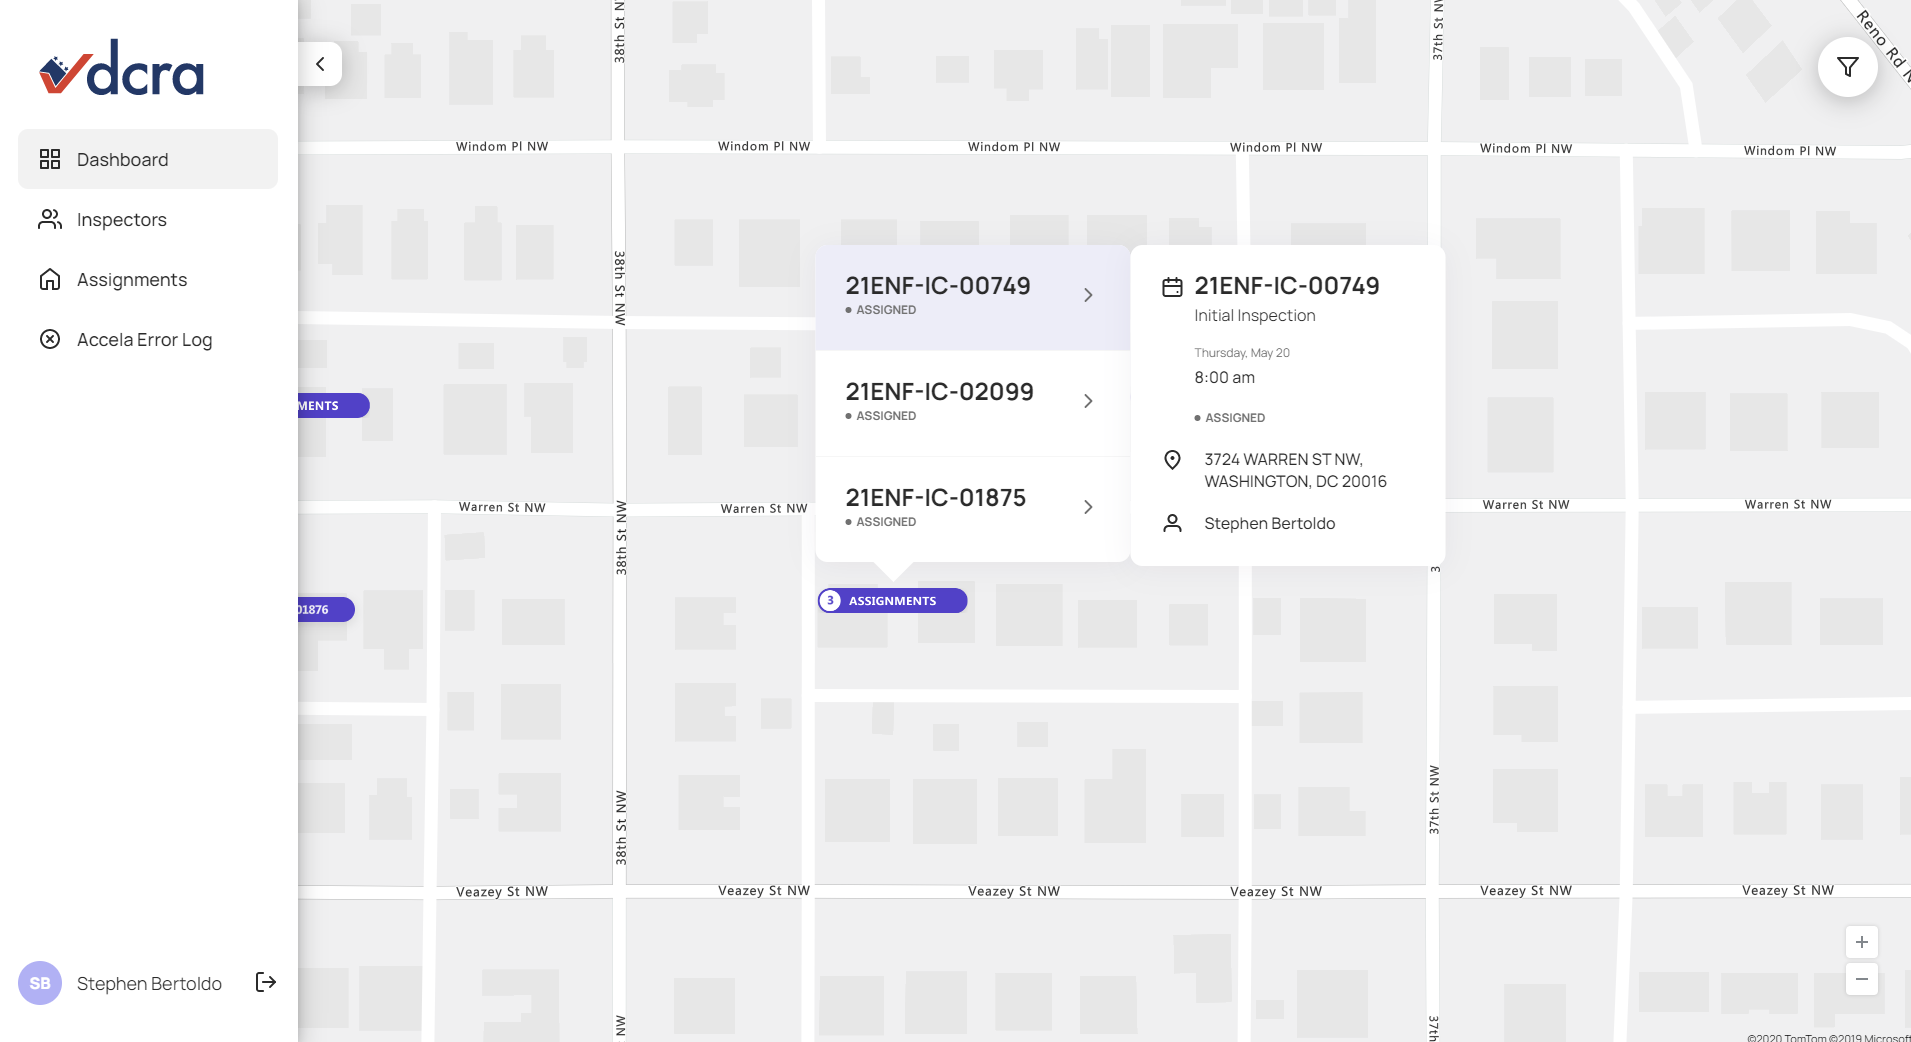 dcra
Dashboard
Inspectors
Assignments
Accela Error Log
SB
Stephen Bertoldo
38th St N
37th St NW
Reno Rd N
Windom Pl NW
Windom Pl NW
Windom Pl NW
Windom Pl NW
Windom Pl NW
Windom Pl NW
38th St NW
21ENF-IC-00749
ASSIGNED
21ENF-IC-02099
ASSIGNED
21ENF-IC-01875
ASSIGNED
21ENF-IC-00749
Initial Inspection
Thursday, May 20
8:00 am
ASSIGNED
3724 WARREN ST NW,
WASHINGTON, DC 20016
Stephen Bertoldo
MENTS
Warren St NW
Warren St NW
Warren St NW
Warren St NW
38th St NW
3
3 ASSIGNMENTS
01876
37th St NW
38th St NW
Veazey St NW
Veazey St NW
Veazey St NW
Veazey St NW
Veazey St NW
Veazey St NW
NW
37th
+
−
©2020 TomTom ©2019 Microsoft